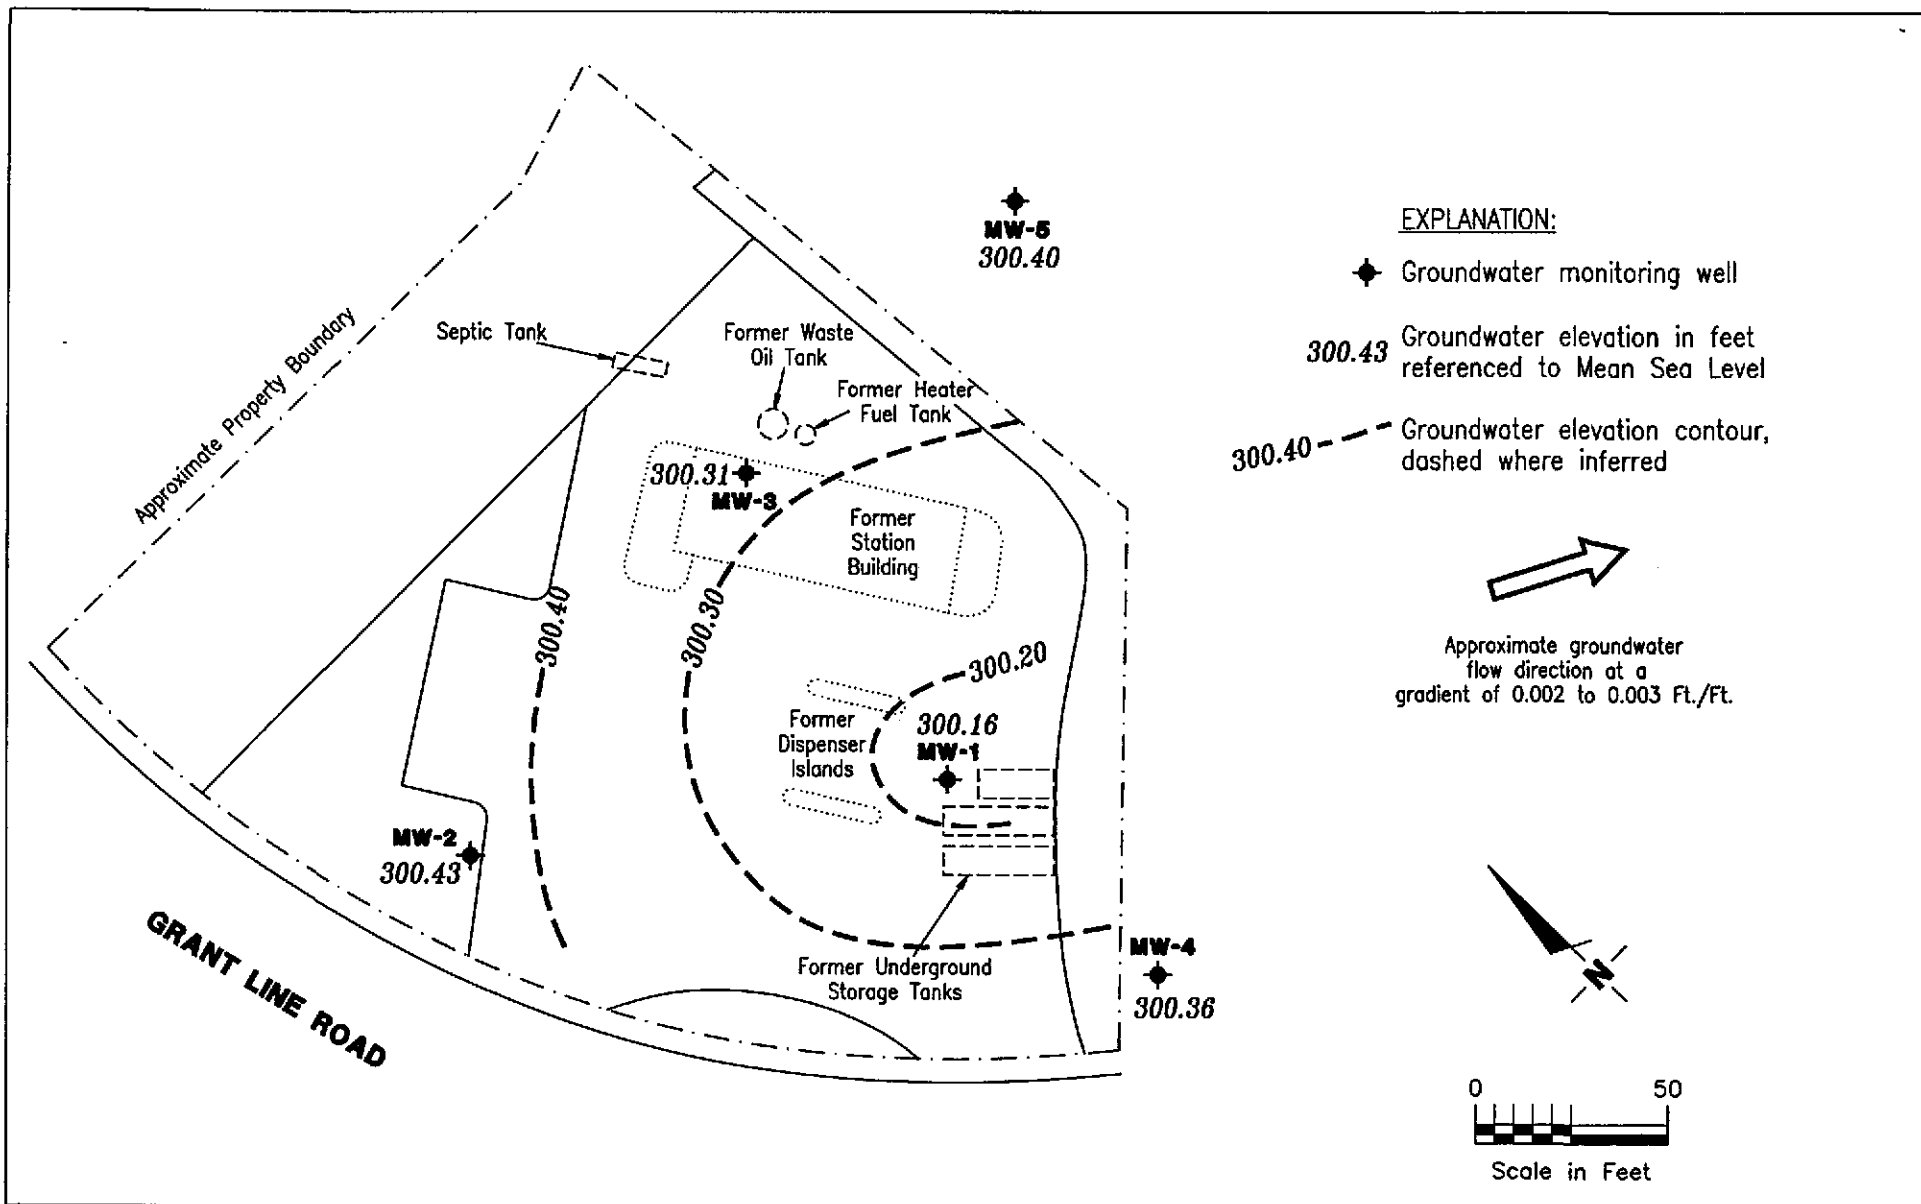 MW-5
300.40
EXPLANATION:
Groundwater monitoring well
300.43
Groundwater elevation in feet
referenced to Mean Sea Level
300.40
Groundwater elevation contour,
dashed where inferred
Approximate groundwater
flow direction at a
gradient of 0.002 to 0.003 Ft./Ft.
N
0 50
Scale in Feet
Approximate Property Boundary
Septic Tank
Former Waste
Oil Tank
Former Heater
Fuel Tank
300.31
MW-3
Former
Station
Building
300.40
300.30
300.20
300.16
MW-1
Former
Dispenser
Islands
MW-2
300.43
Former Underground
Storage Tanks
MW-4
300.36
GRANT LINE ROAD